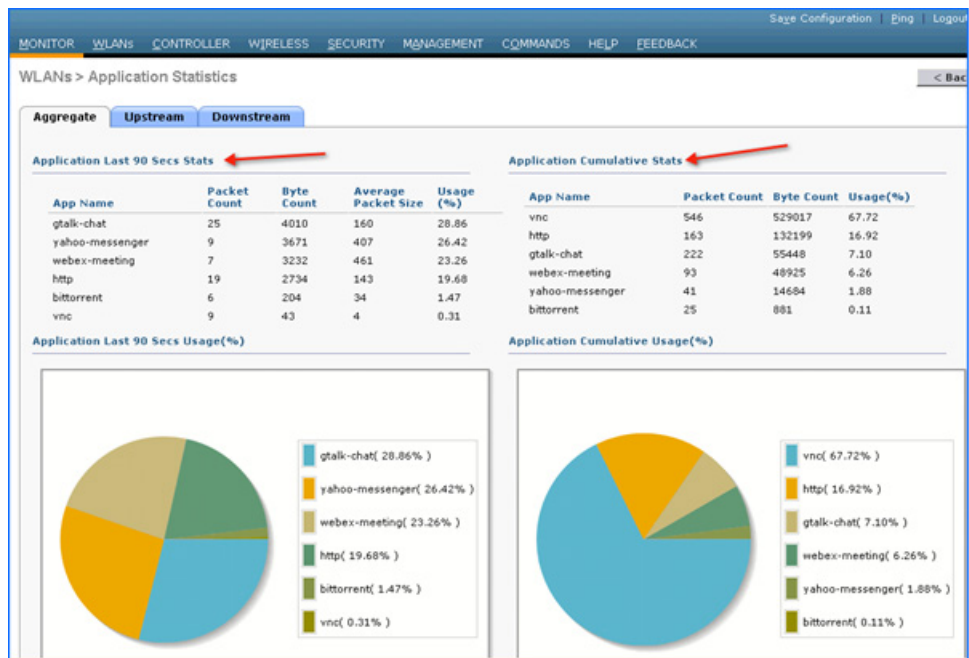 Save Configuration | Ping | Logout
MONITOR WLANs CONTROLLER WIRELESS SECURITY MANAGEMENT COMMANDS HELP FEEDBACK
WLANs > Application Statistics
< Bac
Aggregate Upstream Downstream
Application Last 90 Secs Stats
App Name Packet Count Byte Count Average Packet Size Usage (%)
gtalk-chat 25 4010 160 28.86
yahoo-messenger 9 3671 407 26.42
webex-meeting 7 3232 461 23.26
http 19 2734 143 19.68
bittorrent 6 204 34 1.47
vnc 9 43 4 0.31
Application Cumulative Stats
App Name Packet Count Byte Count Usage(%)
vnc 546 529017 67.72
http 163 132199 16.92
gtalk-chat 222 55448 7.10
webex-meeting 93 48925 6.26
yahoo-messenger 41 14684 1.88
bittorrent 25 881 0.11
Application Last 90 Secs Usage(%)
gtalk-chat( 28.86% )
yahoo-messenger( 26.42% )
webex-meeting( 23.26% )
http( 19.68% )
bittorrent( 1.47% )
vnc( 0.31% )
Application Cumulative Usage(%)
vnc( 67.72% )
http( 16.92% )
gtalk-chat( 7.10% )
webex-meeting( 6.26% )
yahoo-messenger( 1.88% )
bittorrent( 0.11% )